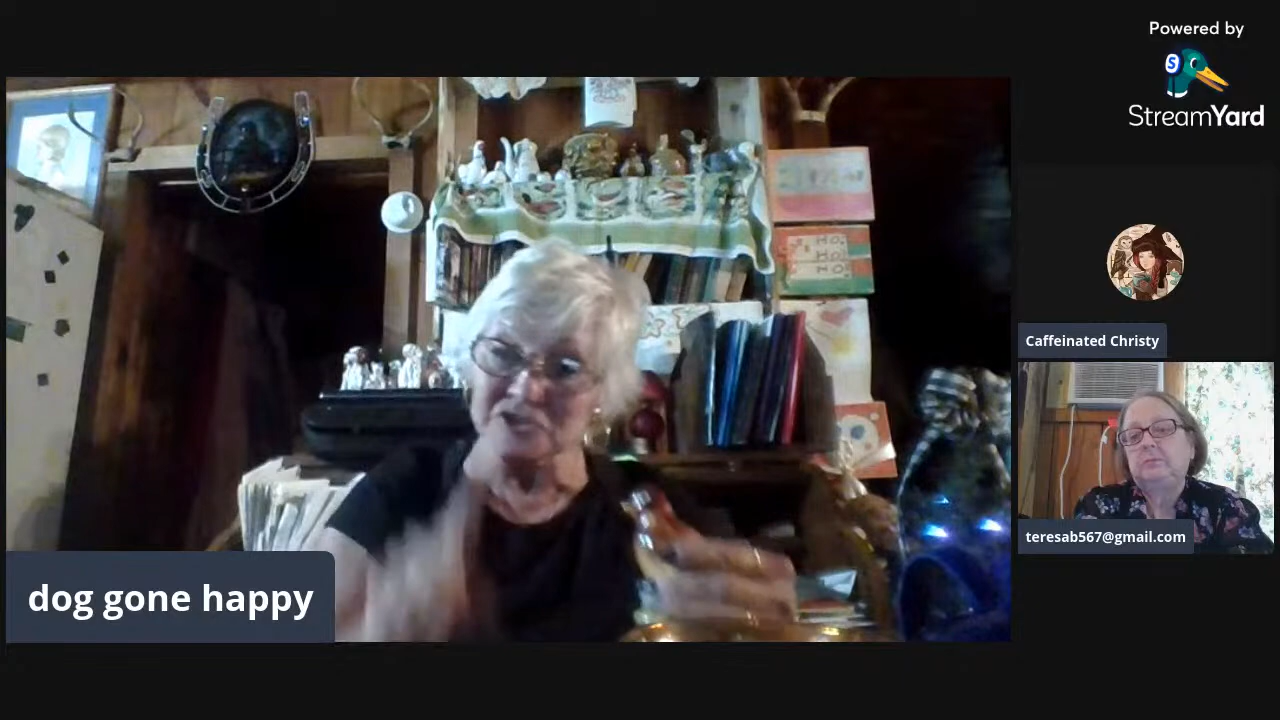 Powered by
StreamYard
HO,
HO,
HO
Caffeinated Christy
teresab567@gmail.com
dog gone happy